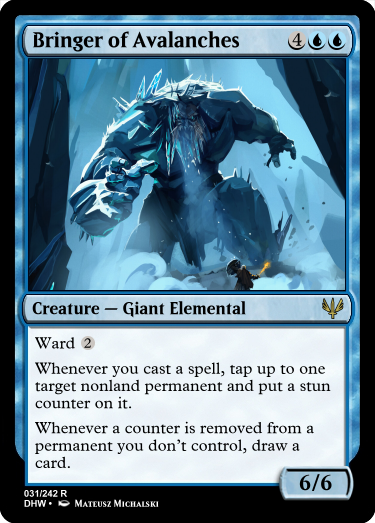 Bringer of Avalanches 4
Creature — Giant Elemental
Ward 2
Whenever you cast a spell, tap up to one
target nonland permanent and put a stun
counter on it.
Whenever a counter is removed from a
permanent you don't control, draw a
card.
6/6
031/242 R
DHW • Mateusz Michalski